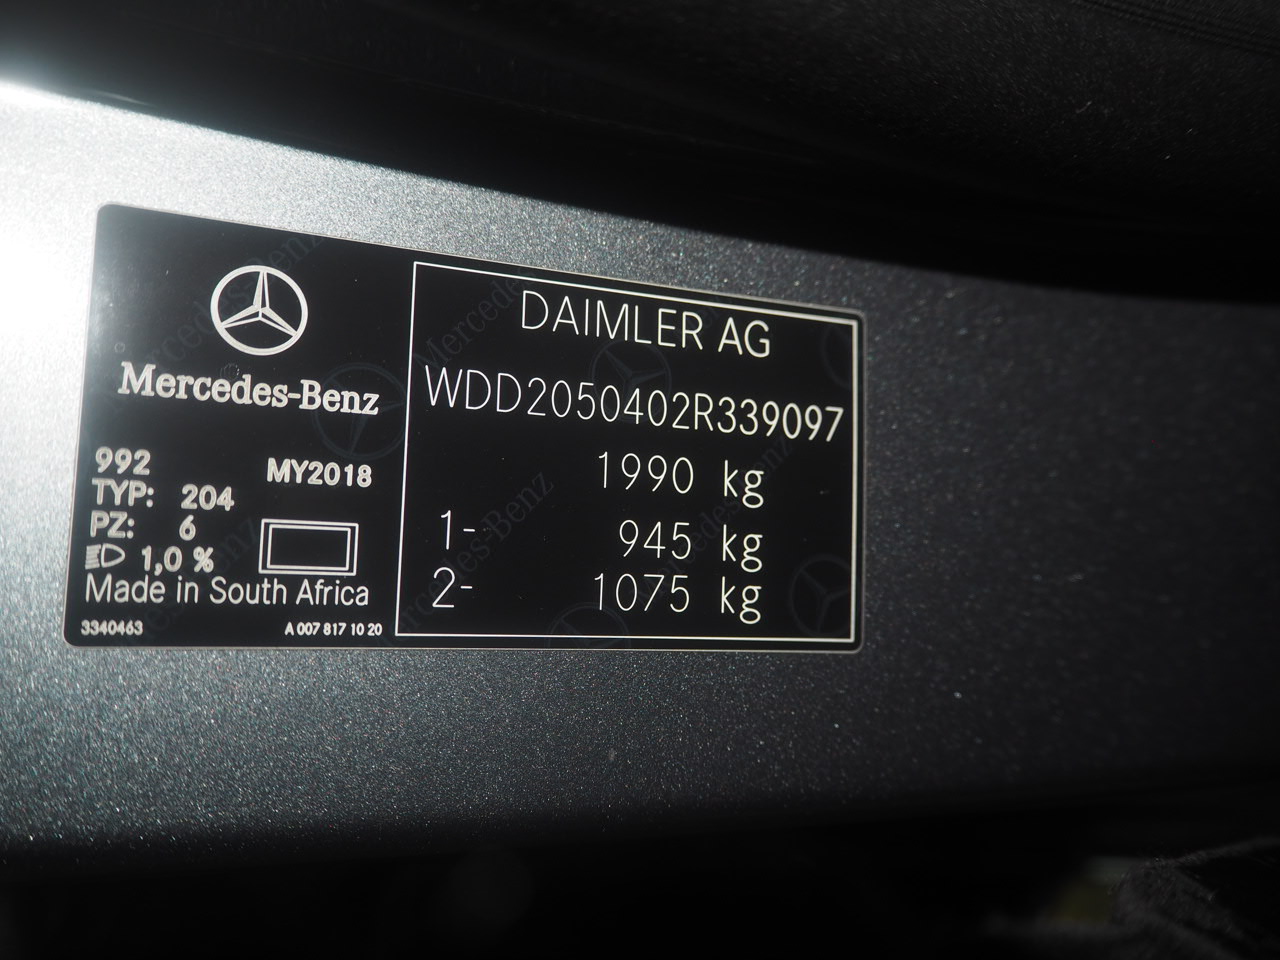 Mercedes-Benz
992
MY2018
TYP: 204
PZ: 6
1,0 %
Made in South Africa
3340463
A 007 817 10 20
DAIMLER AG
WDD2050402R339097
1990 kg
1- 945 kg
2- 1075 kg